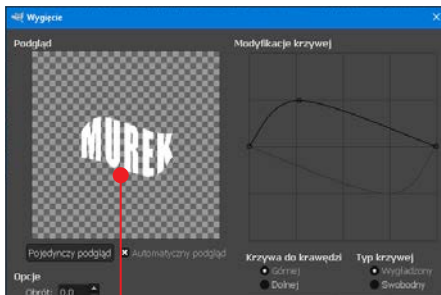 Wygięcie
Podgląd
Modyfikacje krzywej
MUREK
Pojedynczy podgląd
Automatyczny podgląd
Krzywa do krawędzi
Typ krzywej
Górnej
Wygładzony
Dolnej
Swobodny
Opcje
Obrót: 0,0